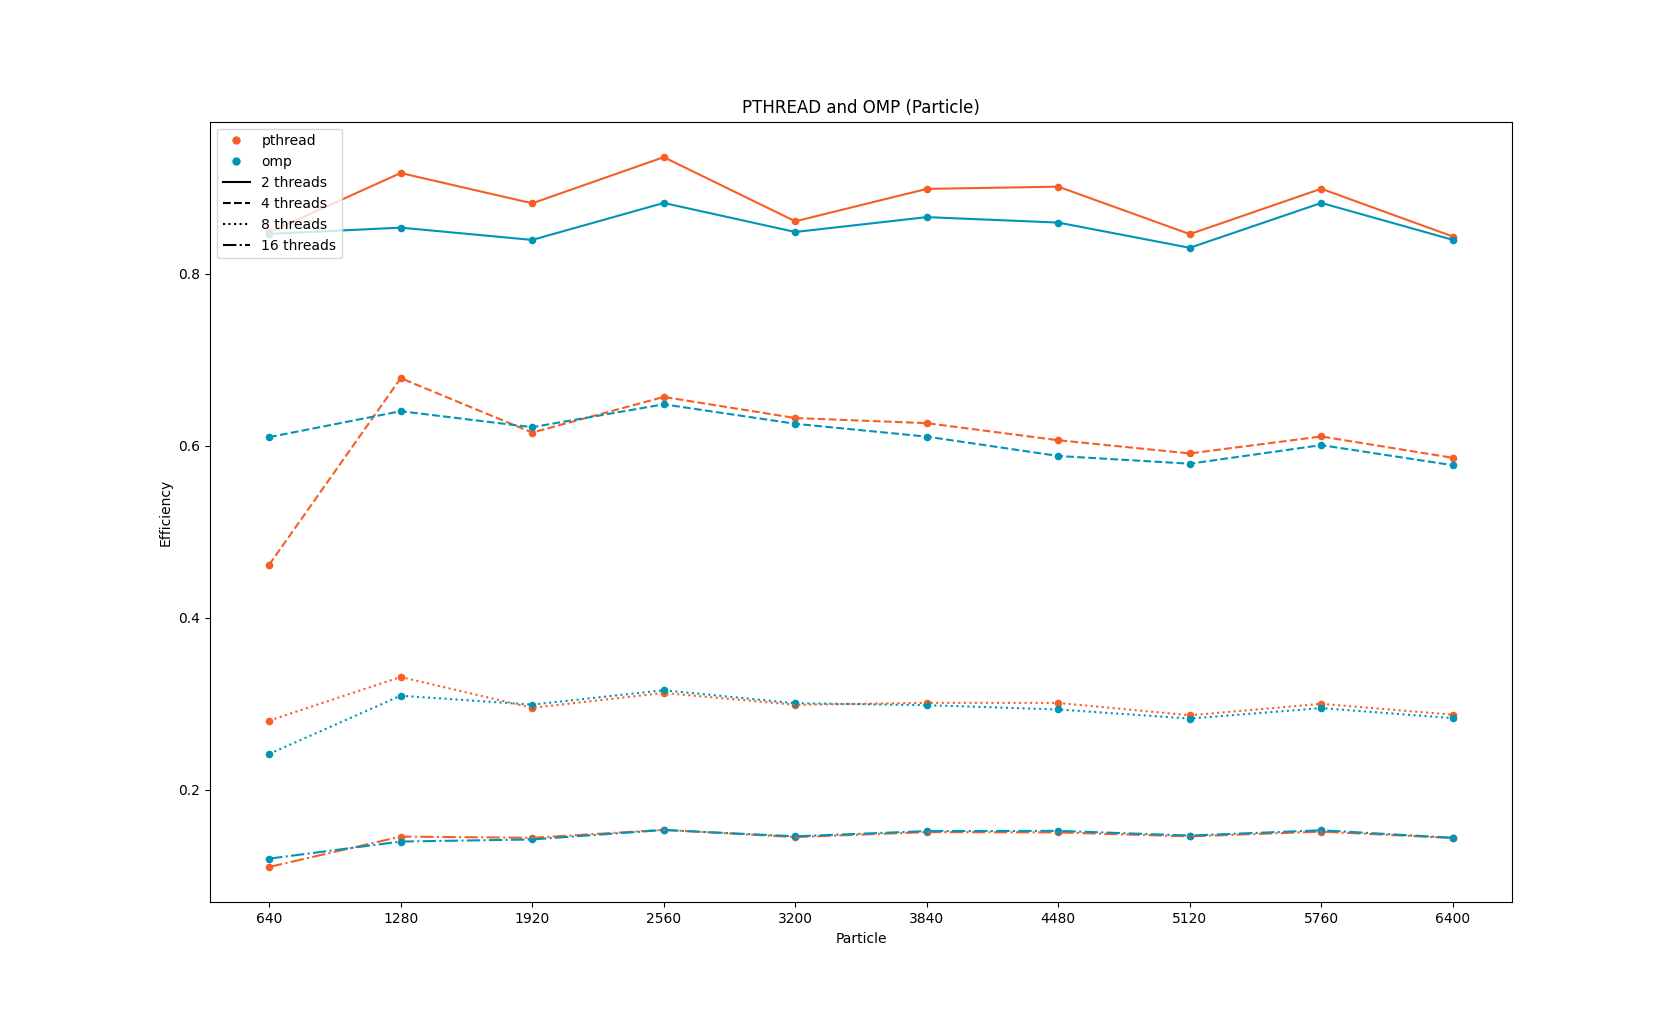 PTHREAD and OMP (Particle)
pthread
omp
2 threads
4 threads
8 threads
16 threads
0.8
0.6
0.4
0.2
Efficiency
640 1280 1920 2560 3200 3840 4480 5120 5760 6400
Particle